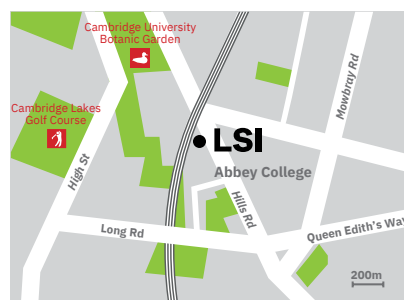 Cambridge University
Botanic Garden
Mowbray Rd
Cambridge Lakes
Golf Course
LSI
High St
Abbey College
Hills Rd
Long Rd
Queen Edith's Way
200m